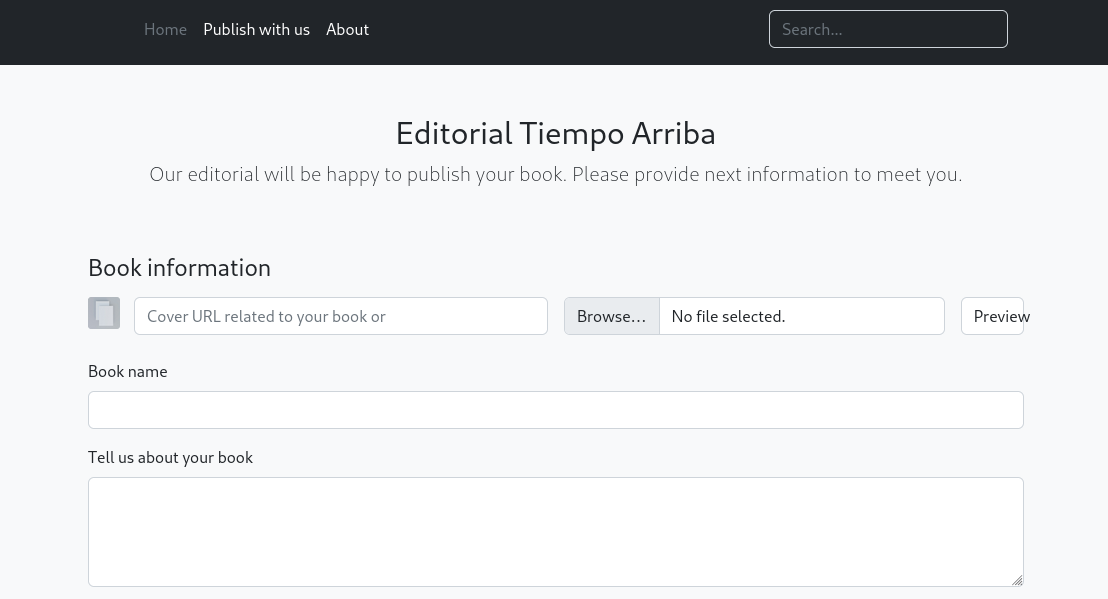 Home Publish with us About Search...
Editorial Tiempo Arriba
Our editorial will be happy to publish your book. Please provide next information to meet you.
Book information
Cover URL related to your book or Browse... No file selected. Preview
Book name
Tell us about your book